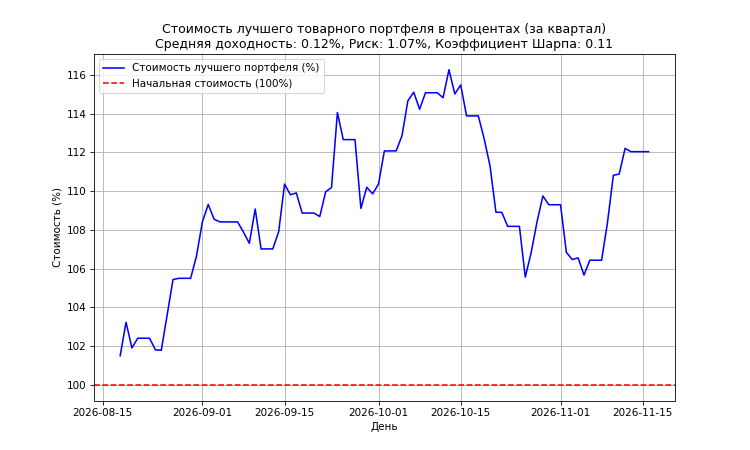 Стоимость лучшего товарного портфеля в процентах (за квартал)
Средняя доходность: 0.12%, Риск: 1.07%, Коэффициент Шарпа: 0.11
Стоимость лучшего портфеля (%)
Начальная стоимость (100%)
Стоимость (%)
116
114
112
110
108
106
104
102
100
2026-08-15
2026-09-01
2026-09-15
2026-10-01
2026-10-15
2026-11-01
2026-11-15
День